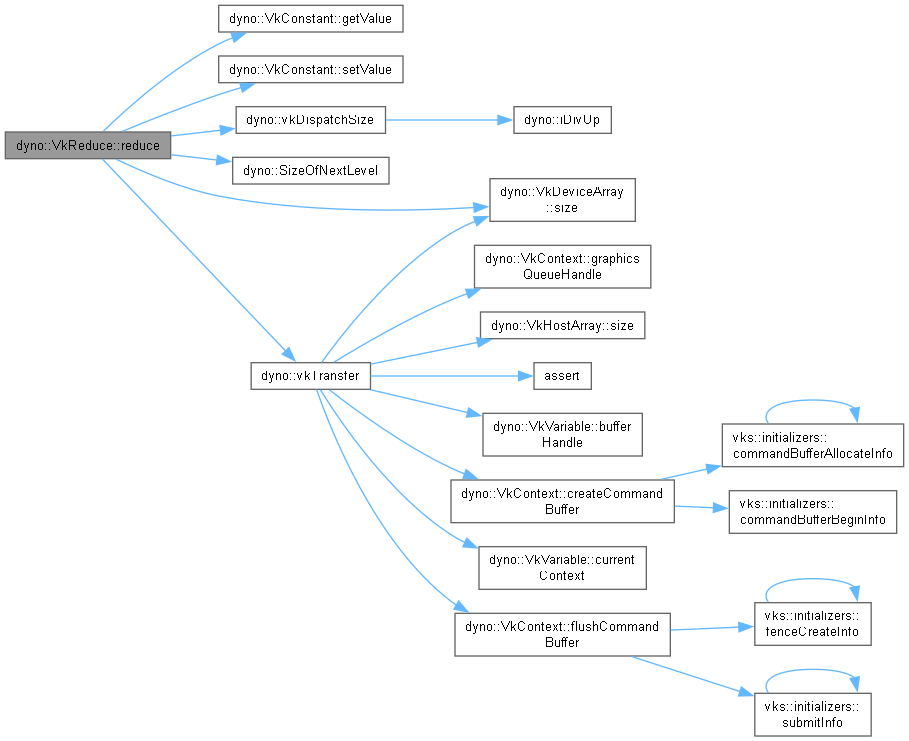 dyno::VkConstant::getValue
dyno::VkConstant::setValue
dyno::vkDispatchSize
dyno::iDivUp
dyno::VkReduce::reduce
dyno::SizeOfNextLevel
dyno::VkDeviceArray
::size
dyno::VkContext::graphics
QueueHandle
dyno::VkHostArray::size
dyno::vkTransfer
assert
dyno::VkVariable::buffer
Handle
vks::initializers::
commandBufferAllocateInfo
dyno::VkContext::createCommand
Buffer
vks::initializers::
commandBufferBeginInfo
dyno::VkVariable::current
Context
vks::initializers::
fenceCreateInfo
dyno::VkContext::flushCommand
Buffer
vks::initializers::
submitInfo